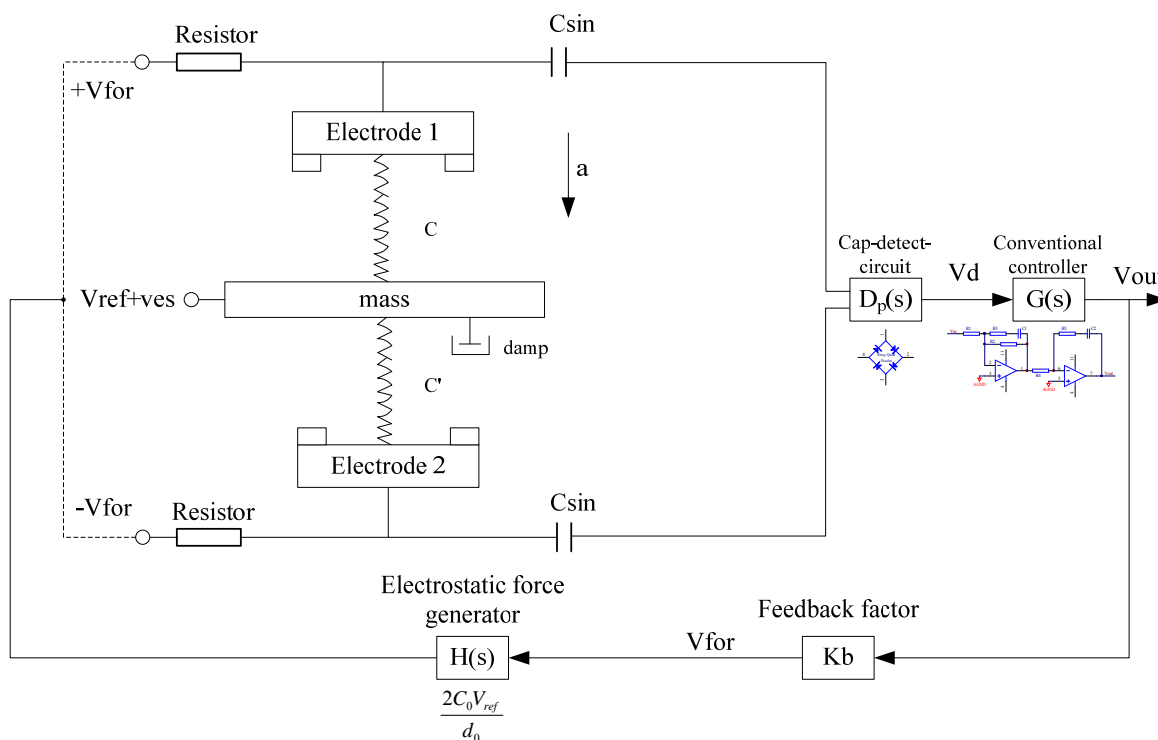 Csin
Resistor
+Vfor
Electrode 1
a
C
Cap-detect-
circuit
Conventional
controller
Vref+ves
mass
Vd
Vout
Dp(s)
G(s)
damp
C'
Electrode 2
-Vfor
Resistor
Csin
Electrostatic force
generator
Feedback factor
Vfor
H(s)
Kb
2C0Vref
d0